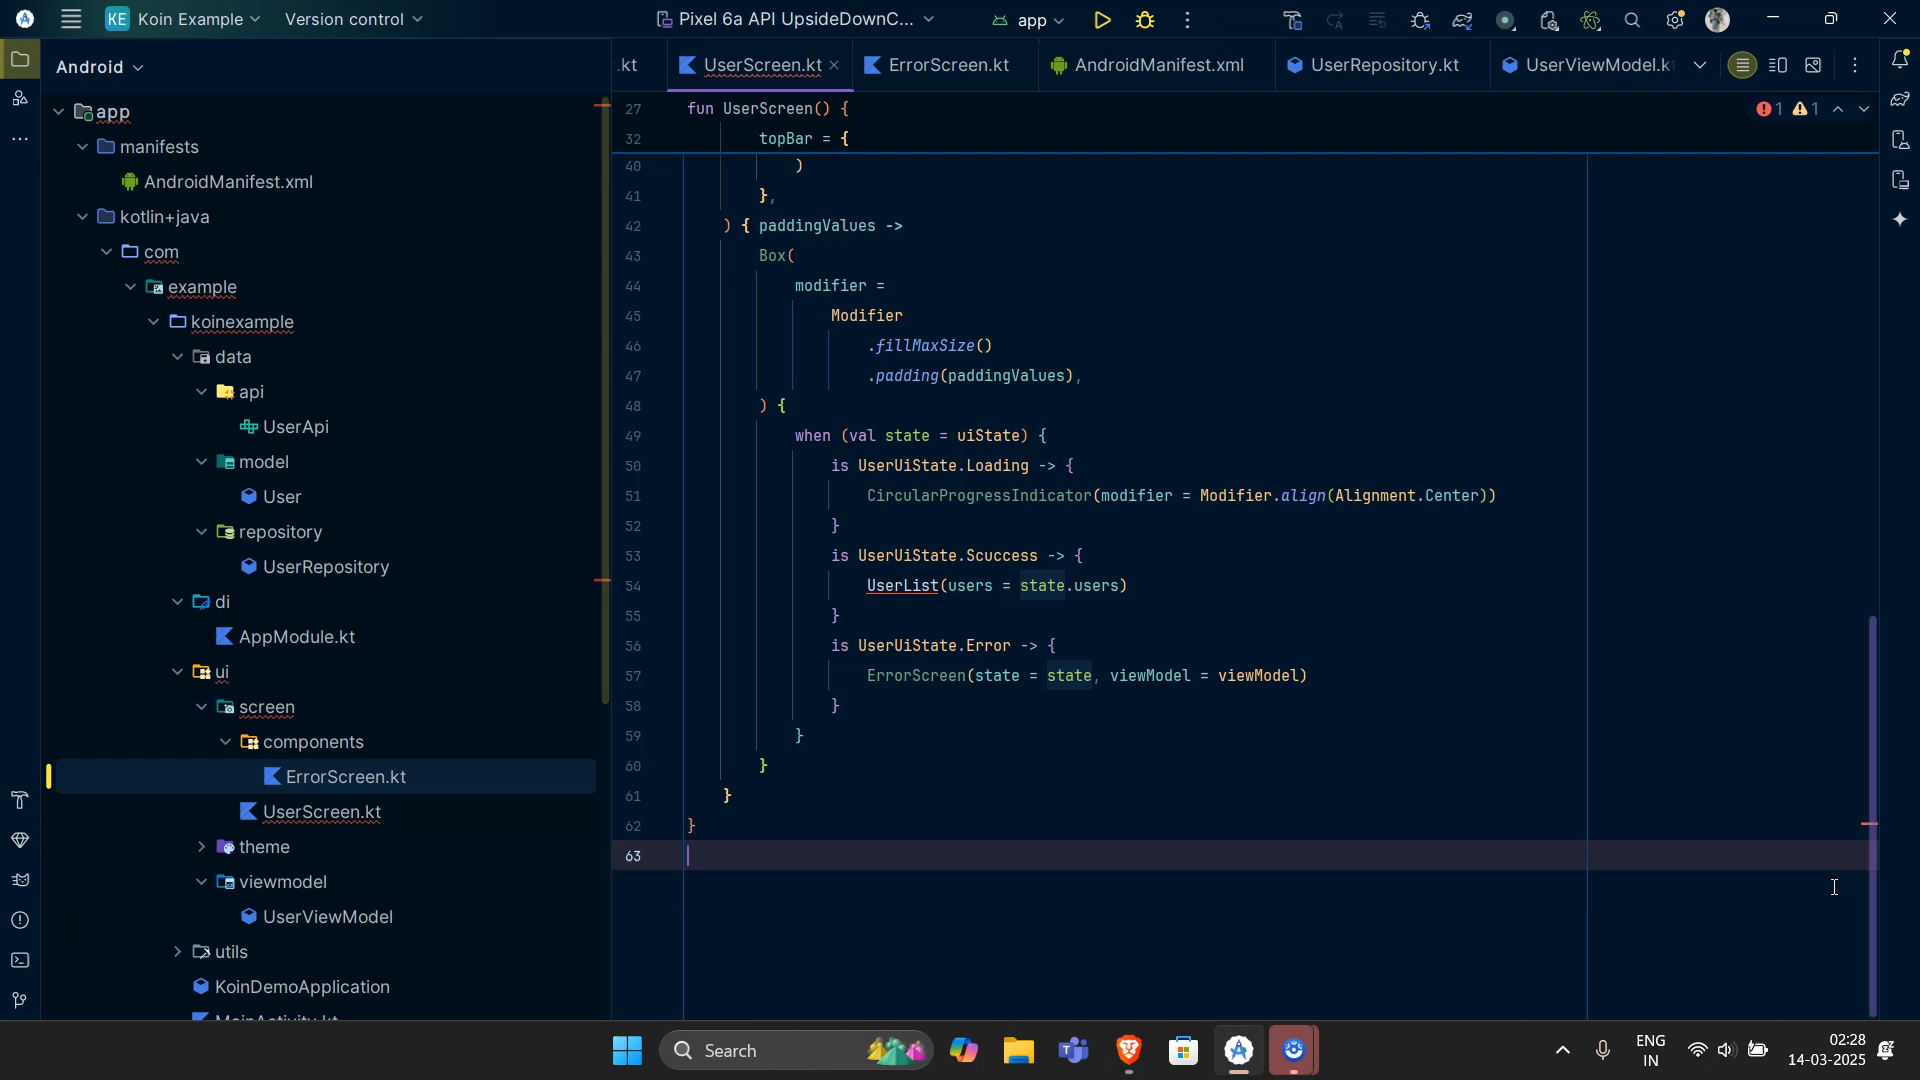 KE Koin Example Version control Pixel 6a API UpsideDownC... app
Android
.kt UserScreen.kt ErrorScreen.kt AndroidManifest.xml UserRepository.kt UserViewModel.k
app
manifests
AndroidManifest.xml
kotlin+java
com
example
koinexample
data
api
UserApi
model
User
repository
UserRepository
di
AppModule.kt
ui
screen
components
ErrorScreen.kt
UserScreen.kt
theme
viewmodel
UserViewModel
utils
KoinDemoApplication
MainActivity.kt
1 1
27 fun UserScreen() {
32 topBar = {
40 )
41 },
42 ) { paddingValues ->
43 Box(
44 modifier =
45 Modifier
46 .fillMaxSize()
47 .padding(paddingValues),
48 ) {
49 when (val state = uiState) {
50 is UserUiState.Loading -> {
51 CircularProgressIndicator(modifier = Modifier.align(Alignment.Center))
52 }
53 is UserUiState.Scuccess -> {
54 UserList(users = state.users)
55 }
56 is UserUiState.Error -> {
57 ErrorScreen(state = state, viewModel = viewModel)
58 }
59 }
60 }
61 }
62 }
63
Search
ENG
IN
02:28
14-03-2025